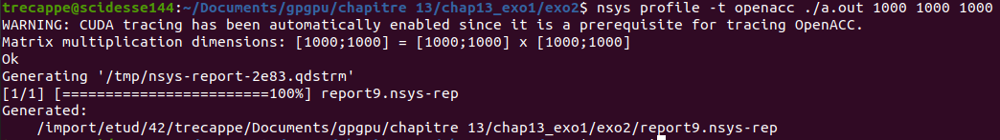 trecappe@scidesse144:~/Documents/gpgpu/chapitre 13/chap13_exo1/exo2$ nsys profile -t openacc ./a.out 1000 1000 1000
WARNING: CUDA tracing has been automatically enabled since it is a prerequisite for tracing OpenACC.
Matrix multiplication dimensions: [1000;1000] = [1000;1000] x [1000;1000]
Ok
Generating '/tmp/nsys-report-2e83.qdstrm'
[1/1] [========================100%] report9.nsys-rep
Generated:
    /import/etud/42/trecappe/Documents/gpgpu/chapitre 13/chap13_exo1/exo2/report9.nsys-rep